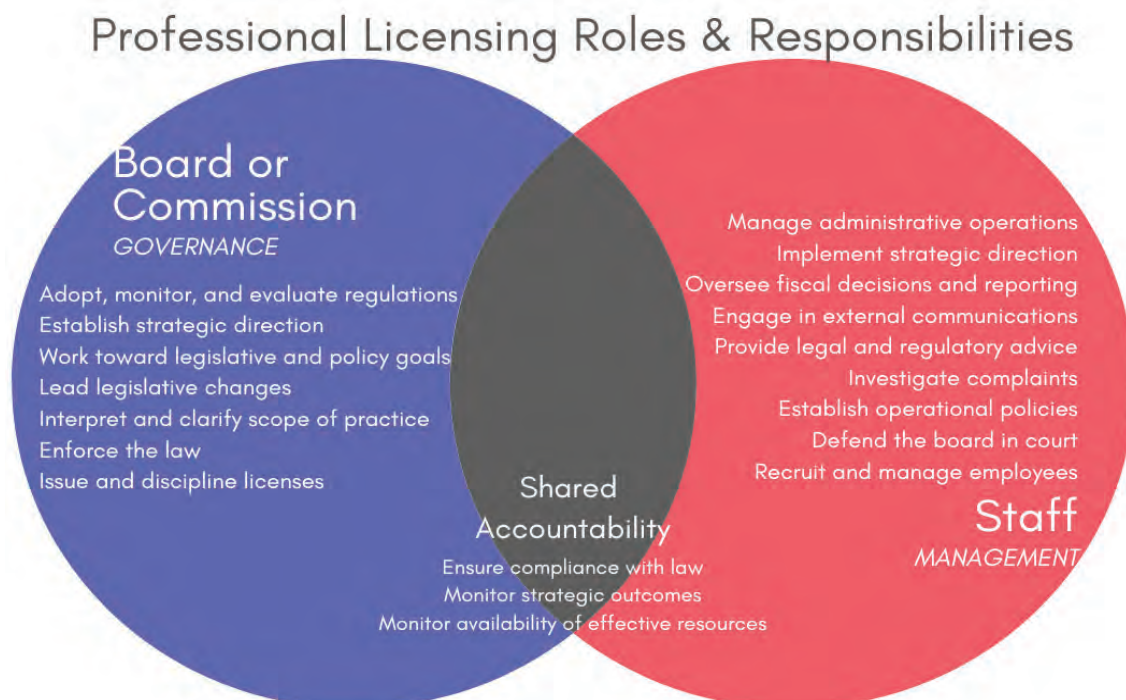 Professional Licensing Roles & Responsibilities
Board or
Commission
GOVERNANCE
Adopt, monitor, and evaluate regulations
Establish strategic direction
Work toward legislative and policy goals
Lead legislative changes
Interpret and clarify scope of practice
Enforce the law
Issue and discipline licenses
Shared
Accountability
Ensure compliance with law
Monitor strategic outcomes
Monitor availability of effective resources
Manage administrative operations
Implement strategic direction
Oversee fiscal decisions and reporting
Engage in external communications
Provide legal and regulatory advice
Investigate complaints
Establish operational policies
Defend the board in court
Recruit and manage employees
Staff
MANAGEMENT